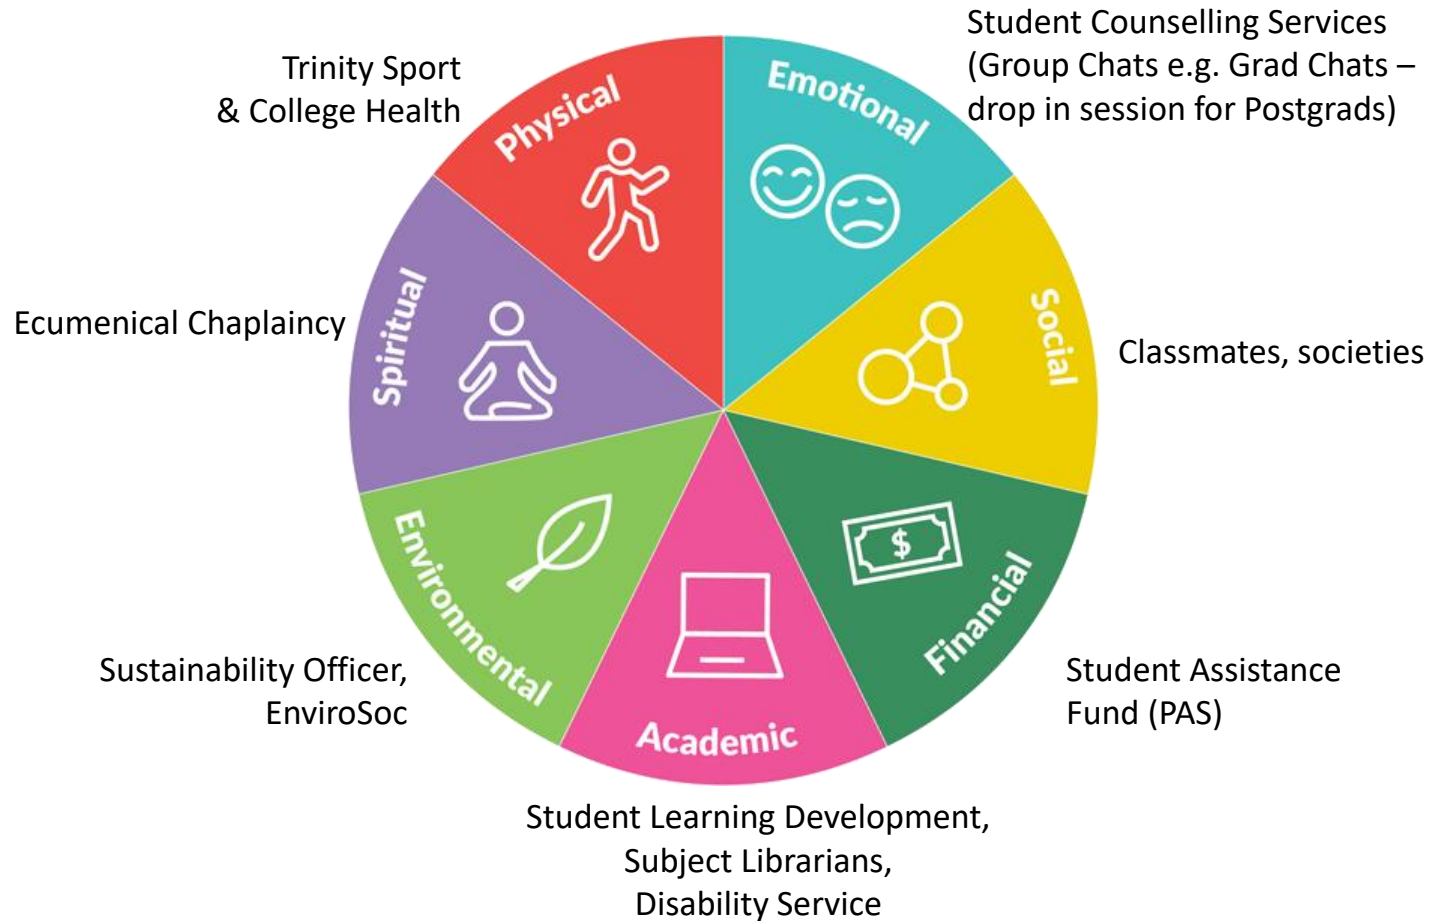 Student Counselling Services
(Group Chats e.g. Grad Chats –
drop in session for Postgrads)
Trinity Sport
& College Health
Physical
Emotional
Spiritual
Social
Ecumenical Chaplaincy
Classmates, societies
Environmental
$
Financial
Academic
Sustainability Officer,
EnviroSoc
Student Assistance
Fund (PAS)
Student Learning Development,
Subject Librarians,
Disability Service